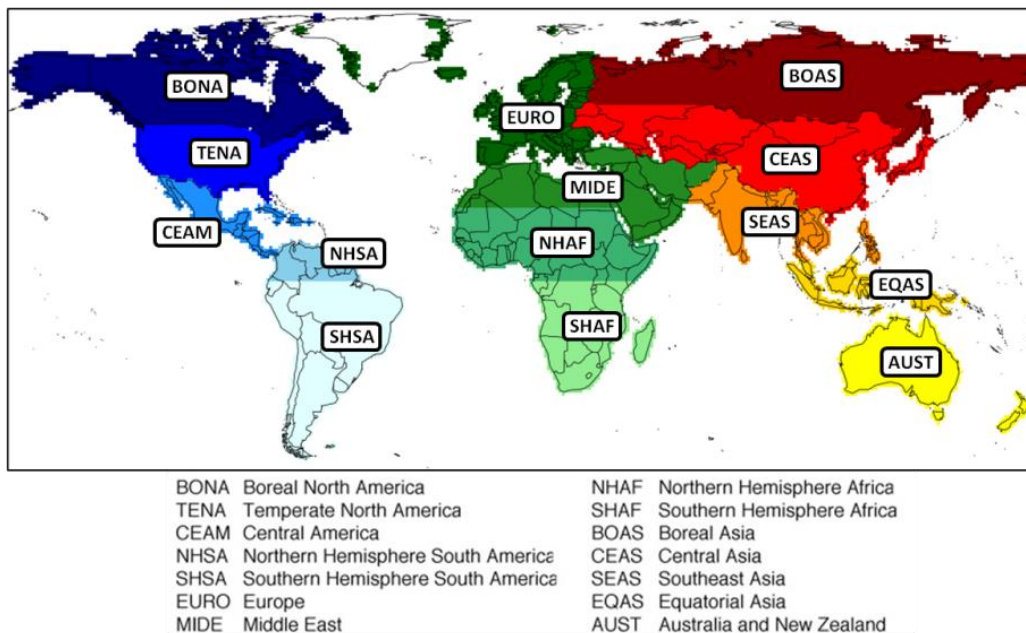 BONA
BOAS
EURO
TENA
CEAS
MIDE
SEAS
CEAM
NHSA
NHAF
EQAS
SHSA
SHAF
AUST
BONA Boreal North America
TENA Temperate North America
CEAM Central America
NHSA Northern Hemisphere South America
SHSA Southern Hemisphere South America
EURO Europe
MIDE Middle East
NHAF Northern Hemisphere Africa
SHAF Southern Hemisphere Africa
BOAS Boreal Asia
CEAS Central Asia
SEAS Southeast Asia
EQAS Equatorial Asia
AUST Australia and New Zealand